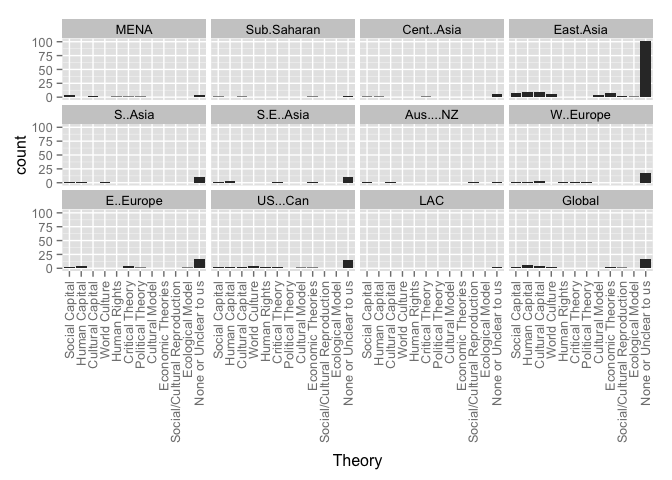 MENA
Sub.Saharan
Cent..Asia
East.Asia
100
75
50
25
0
S..Asia
S.E..Asia
Aus....NZ
W..Europe
100
75
50
25
0
E..Europe
US...Can
LAC
Global
100
75
50
25
0
count
Social Capital
Human Capital
Cultural Capital
World Culture
Human Rights
Critical Theory
Political Theory
Cultural Model
Economic Theories
Social/Cultural Reproduction
Ecological Model
None or Unclear to us
Social Capital
Human Capital
Cultural Capital
World Culture
Human Rights
Critical Theory
Political Theory
Cultural Model
Economic Theories
Social/Cultural Reproduction
Ecological Model
None or Unclear to us
Social Capital
Human Capital
Cultural Capital
World Culture
Human Rights
Critical Theory
Political Theory
Cultural Model
Economic Theories
Social/Cultural Reproduction
Ecological Model
None or Unclear to us
Social Capital
Human Capital
Cultural Capital
World Culture
Human Rights
Critical Theory
Political Theory
Cultural Model
Economic Theories
Social/Cultural Reproduction
Ecological Model
None or Unclear to us
Theory